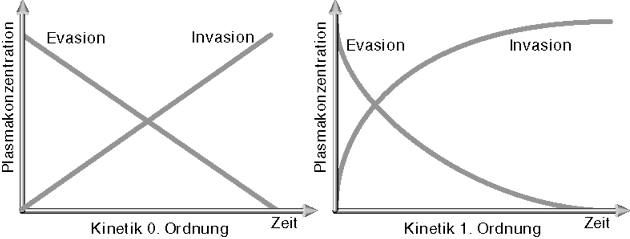 Plasmakonzentration
Evasion
Invasion
Zeit
Kinetik 0. Ordnung
Plasmakonzentration
Evasion
Invasion
Zeit
Kinetik 1. Ordnung